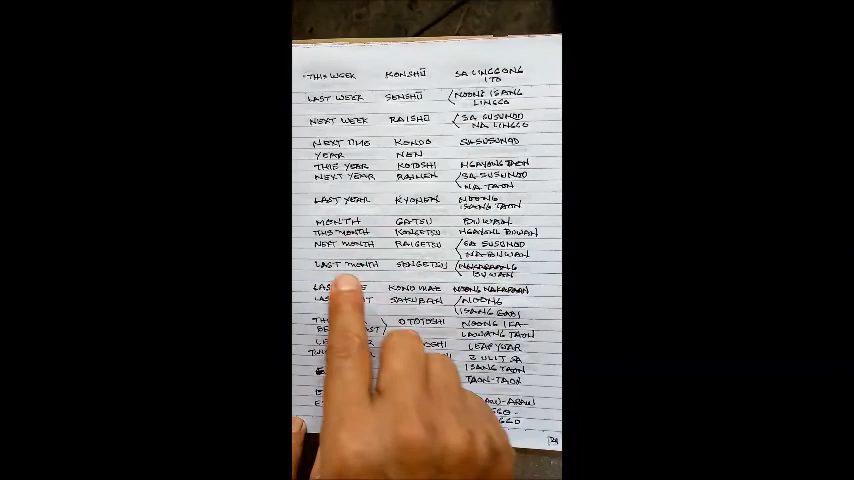 THIS WEEK KONSHŪ SA LINGGONG ITO
LAST WEEK SENSHŪ NOONG ISANG LINGGO
NEXT WEEK RAISHŪ SA SUSUNOD NA LINGGO
NEXT TIME KONDO SA SUSUNOD
YEAR NEN
THIS YEAR KOTOSHI NGAYONG TAON
NEXT YEAR RAINEN SA SUSUNOD NA TAON
LAST YEAR KYONEN NOONG ISANG TAON
MONTH GATSU BUWAN
THIS MONTH KONGETSU NGAYONG BUWAN
NEXT MONTH RAIGETSU SA SUSUNOD NA BUWAN
LAST MONTH SENGETSU NAKARAANG BUWAN
KONO MAE NOONG NAKARAAN
SAKUBAN NOONG ISANG GABI
OTOTOSHI NOONG IKALAWANG TAON
LEAP YEAR
2 ULIT SA ISANG TAON
TAON-TAON